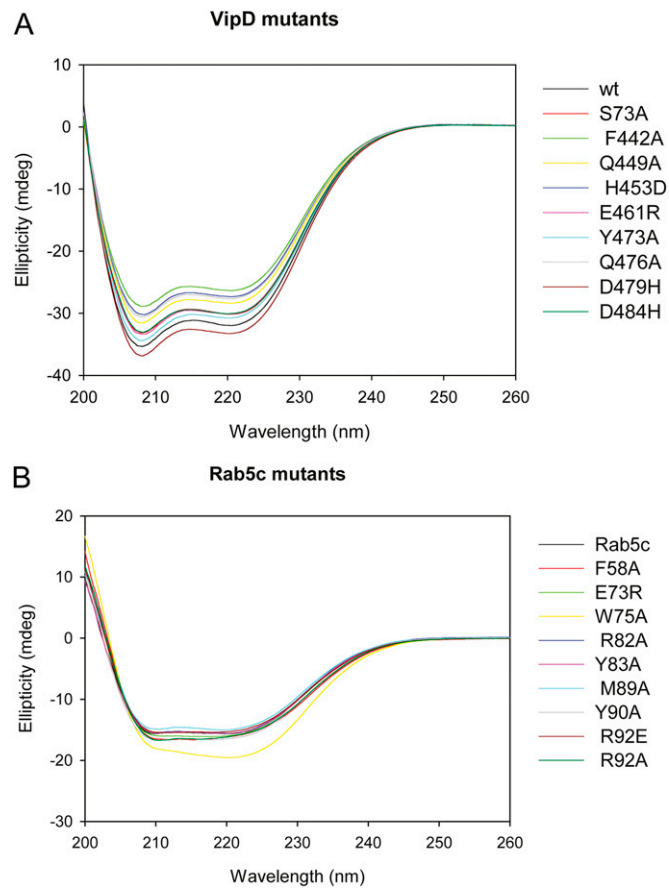 A
VipD mutants
10
0
-10
-20
-30
-40
Ellipticity (mdeg)
200 210 220 230 240 250 260
Wavelength (nm)
wt
S73A
F442A
Q449A
H453D
E461R
Y473A
Q476A
D479H
D484H
B
Rab5c mutants
20
10
0
-10
-20
-30
Ellipticity (mdeg)
200 210 220 230 240 250 260
Wavelength (nm)
Rab5c
F58A
E73R
W75A
R82A
Y83A
M89A
Y90A
R92E
R92A